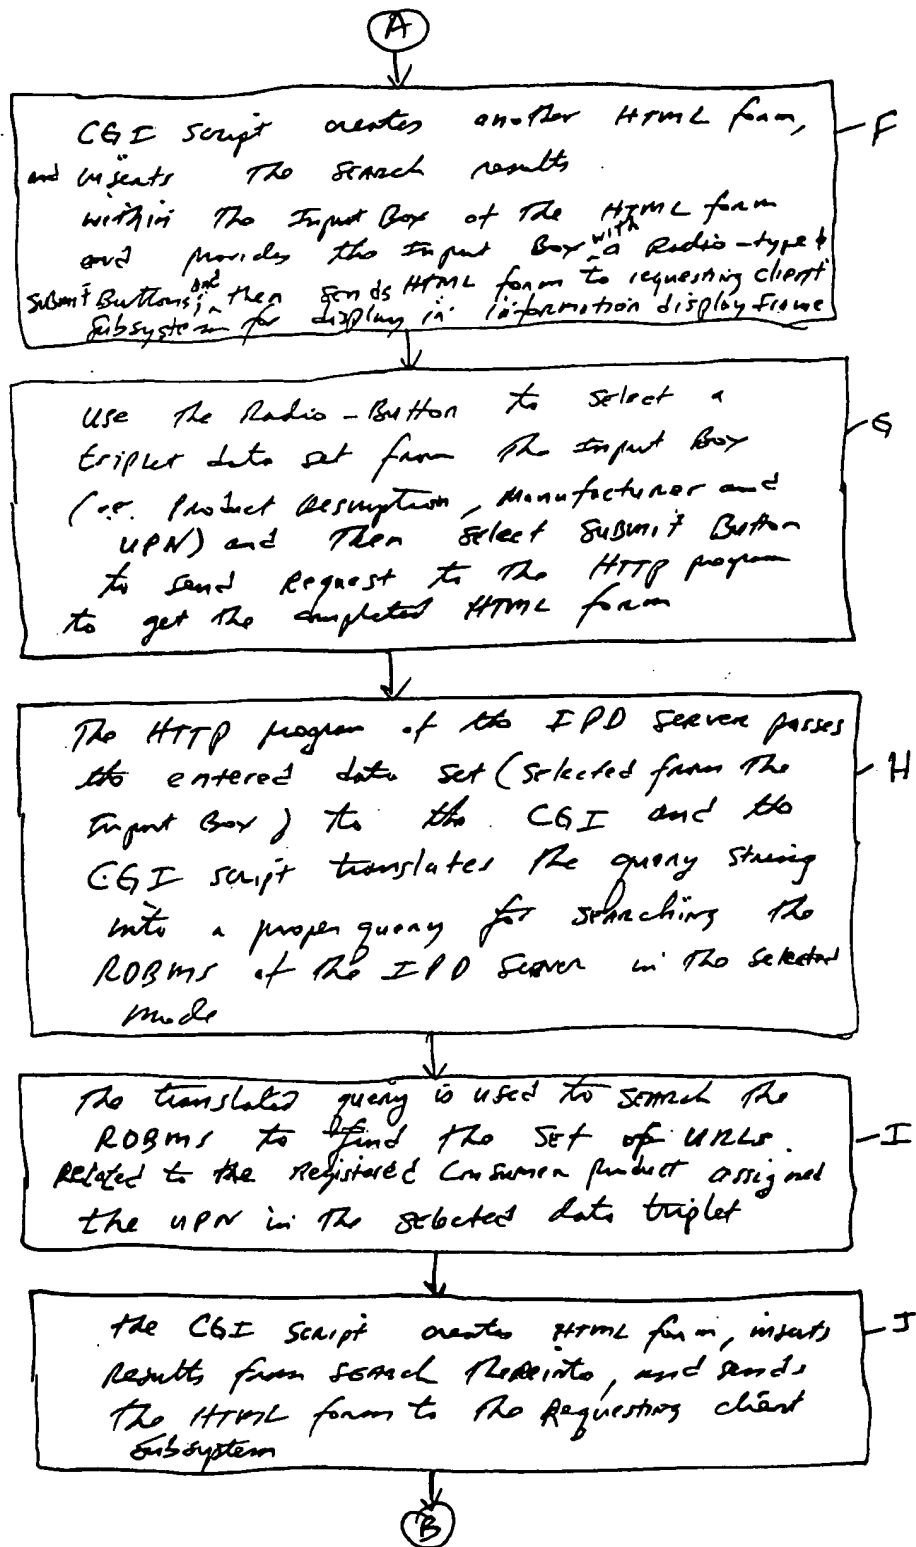 A
CGI script creates another HTML form, F
and inserts the search results
within the Input Box of the HTML form
and provides the Input Box with a Radio-type &
Submit Buttons; and then sends HTML form to requesting client
subsystem for display in information display frame
use the Radio-Button to select a
triplet data set from the Input Box G
(i.e. Product Description, Manufacturer and
UPN) and then select Submit Button
to send Request to the HTTP program
to get the completed HTML form
The HTTP program of the IPD Server passes
the entered data set (selected from the H
Input Box) to the CGI and the
CGI script translates the query string
into a proper query for searching the
RDBMS of the IPD Server in the selected
mode
The translated query is used to search the
RDBMS to find the set of URLs I
Related to the Registered Consumer product assigned
the UPN in the selected data triplet
the CGI script creates HTML form, inserts J
Results from search thereinto, and sends
the HTML form to the Requesting client
subsystem
B